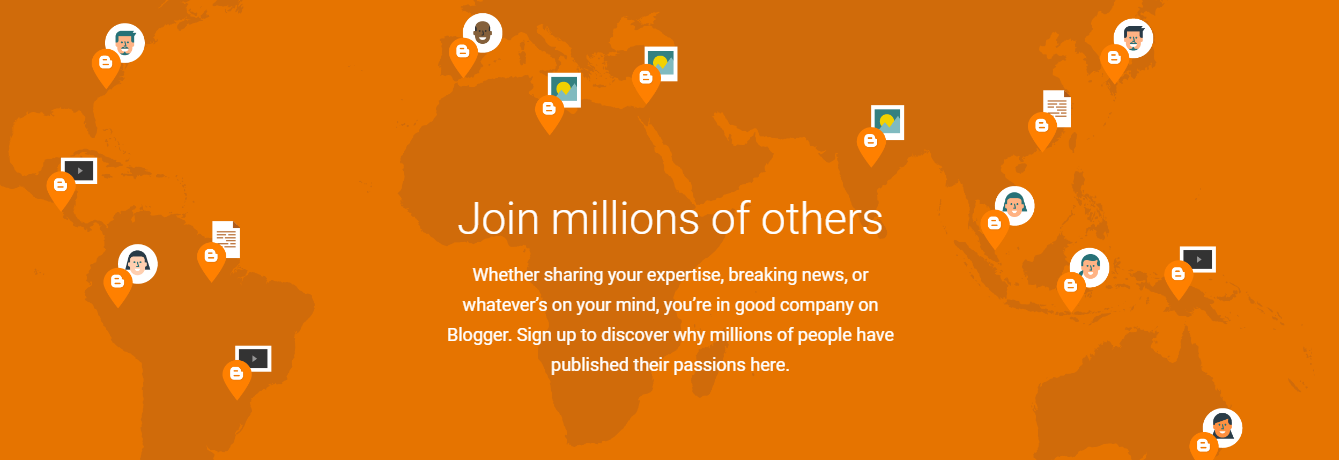 Join millions of others
Whether sharing your expertise, breaking news, or
whatever’s on your mind, you’re in good company on
Blogger. Sign up to discover why millions of people have
published their passions here.